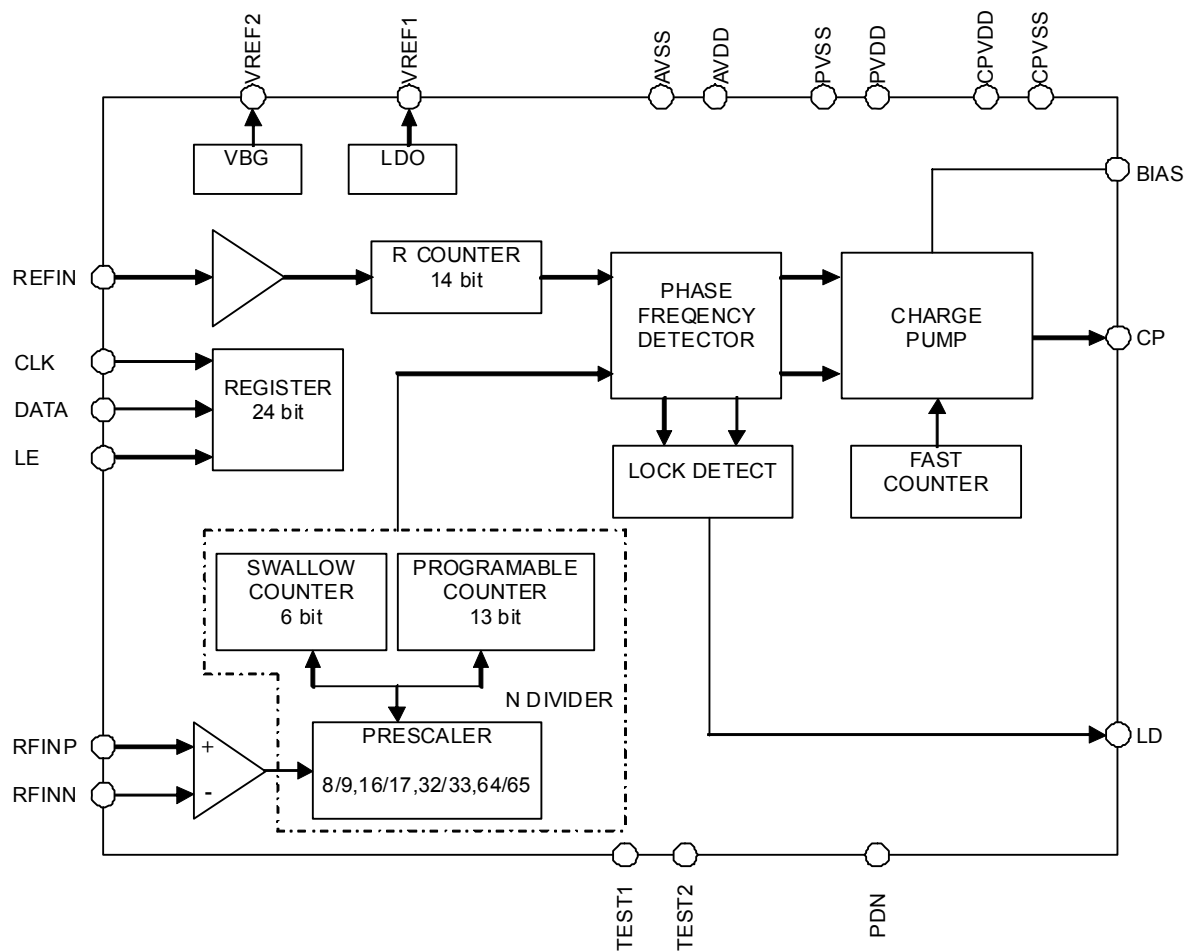 VREF2
VREF1
AVSS
AVDD
PVSS
PVDD
CPVDD
CPVSS
VBG
LDO
BIAS
REFIN
R COUNTER
14 bit
PHASE
FREQENCY
DETECTOR
CHARGE
PUMP
CP
CLK
DATA
LE
REGISTER
24 bit
LOCK DETECT
FAST
COUNTER
SWALLOW
COUNTER
6 bit
PROGRAMABLE
COUNTER
13 bit
N DIVIDER
RFINP
RFINN
+
-
PRESCALER
8/9,16/17,32/33,64/65
LD
TEST1
TEST2
PDN